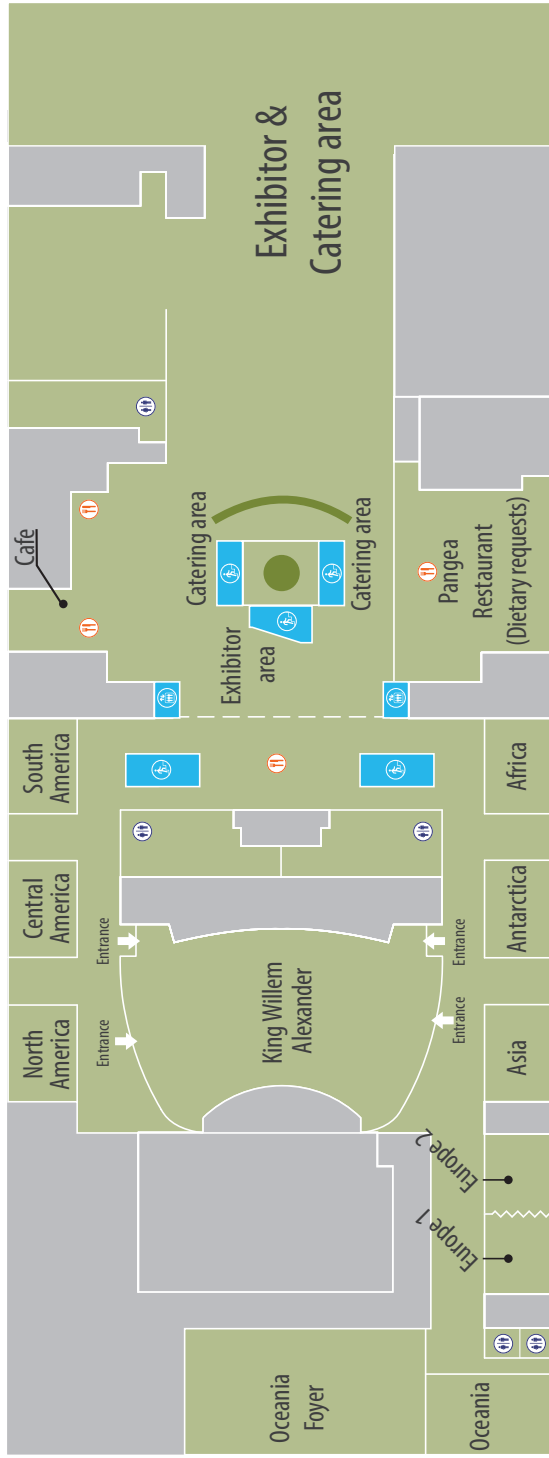 North
America
Central
America
South
America
Cafe
Entrance
Entrance
Catering area
Exhibitor
area
Exhibitor &
Catering area
King Willem
Alexander
Oceania
Foyer
Catering area
Entrance
Entrance
Pangea
Restaurant
(Dietary requests)
Europe 1
Europe 2
Oceania
Asia
Antarctica
Africa